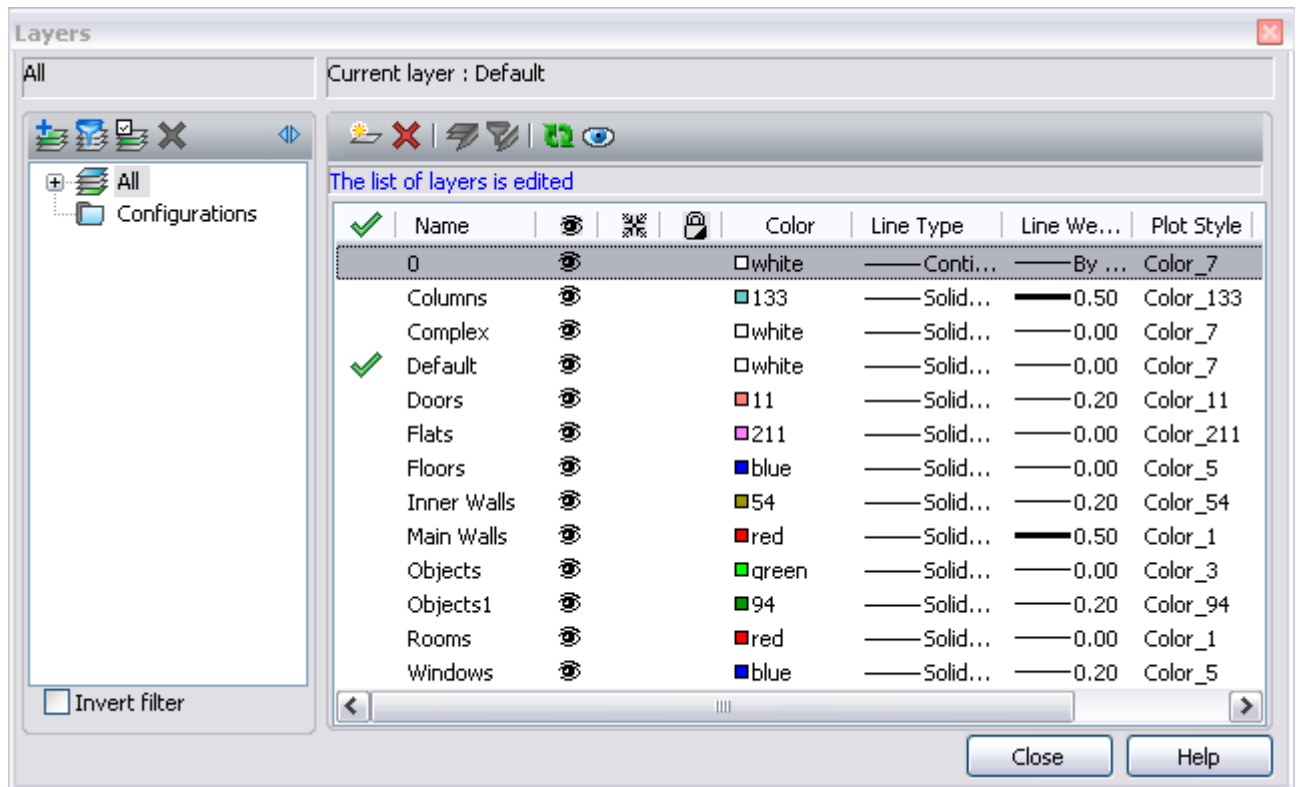 Layers
All
Current layer : Default
All
Configurations
The list of layers is edited
Name Color Line Type Line We... Plot Style
0 white Conti... By ... Color_7
Columns 133 Solid... 0.50 Color_133
Complex white Solid... 0.00 Color_7
Default white Solid... 0.00 Color_7
Doors 11 Solid... 0.20 Color_11
Flats 211 Solid... 0.00 Color_211
Floors blue Solid... 0.00 Color_5
Inner Walls 54 Solid... 0.20 Color_54
Main Walls red Solid... 0.50 Color_1
Objects green Solid... 0.00 Color_3
Objects1 94 Solid... 0.20 Color_94
Rooms red Solid... 0.00 Color_1
Windows blue Solid... 0.20 Color_5
Invert filter
Close Help